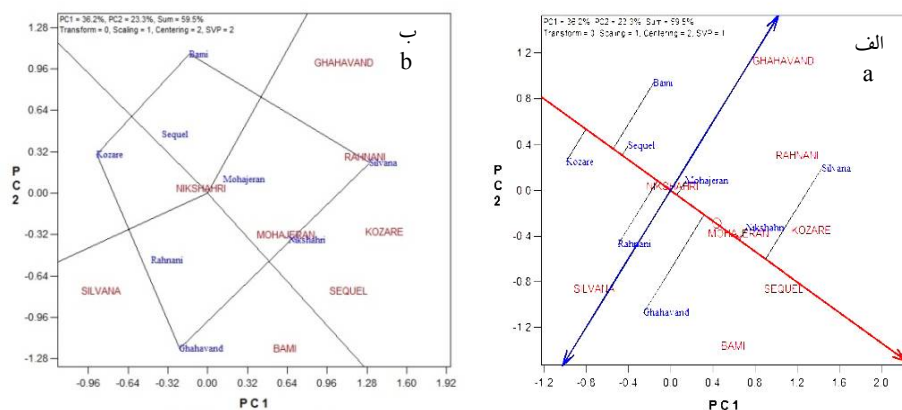 PC1 = 36.2%, PC2 = 23.3%, Sum = 59.5%
Transform = 0, Scaling = 1, Centering = 2, SVP = 2
ب
b
1.28
0.96
0.64
0.32
0.00
-0.32
-0.64
-0.96
-1.28
PC2
Bami
GHAHAVAND
Sequel
Kozare
RAHNANI
Silvana
Mohajeran
NIKSHAHRI
MOHAJERAN
Nikshahri
KOZARE
Rahnani
SILVANA
SEQUEL
Ghahavand
BAMI
-0.96 -0.64 -0.32 0.00 0.32 0.64 0.96 1.28 1.60 1.92
PC1
PC1 = 36.2%, PC2 = 23.3%, Sum = 59.5%
Transform = 0, Scaling = 1, Centering = 2, SVP = 1
الف
a
1.2
0.8
0.4
0.0
-0.4
-0.8
-1.2
PC2
GHAHAVAND
Bami
Sequel
Kozare
RAHNANI
Silvana
Mohajeran
NIKSHAHRI
Rahnani
MOHAJERAN
Nikshahri
KOZARE
SILVANA
SEQUEL
Ghahavand
BAMI
-1.2 -0.8 -0.4 0.0 0.4 0.8 1.2 1.6 2.0
PC1